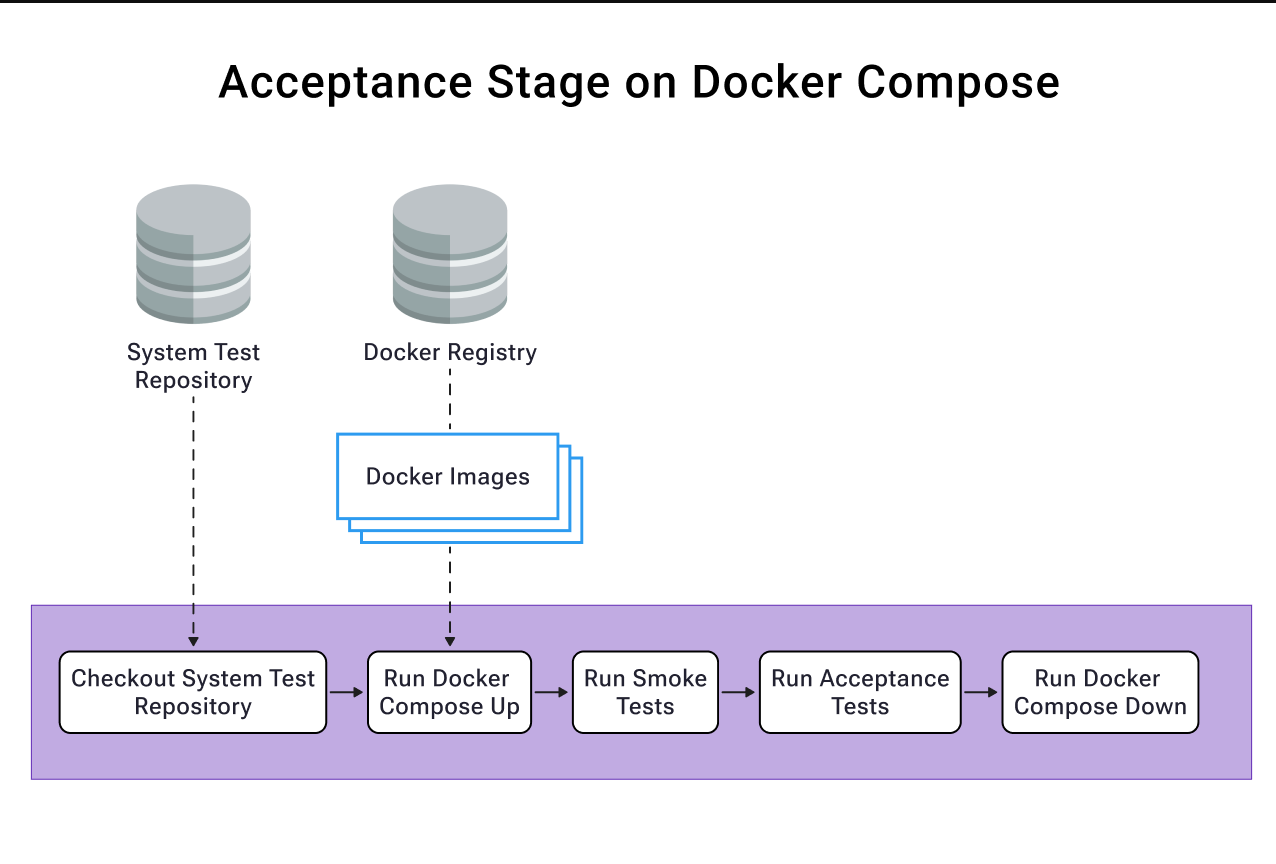 Acceptance Stage on Docker Compose
System Test
Repository
Docker Registry
Docker Images
Checkout System Test
Repository
Run Docker
Compose Up
Run Smoke
Tests
Run Acceptance
Tests
Run Docker
Compose Down